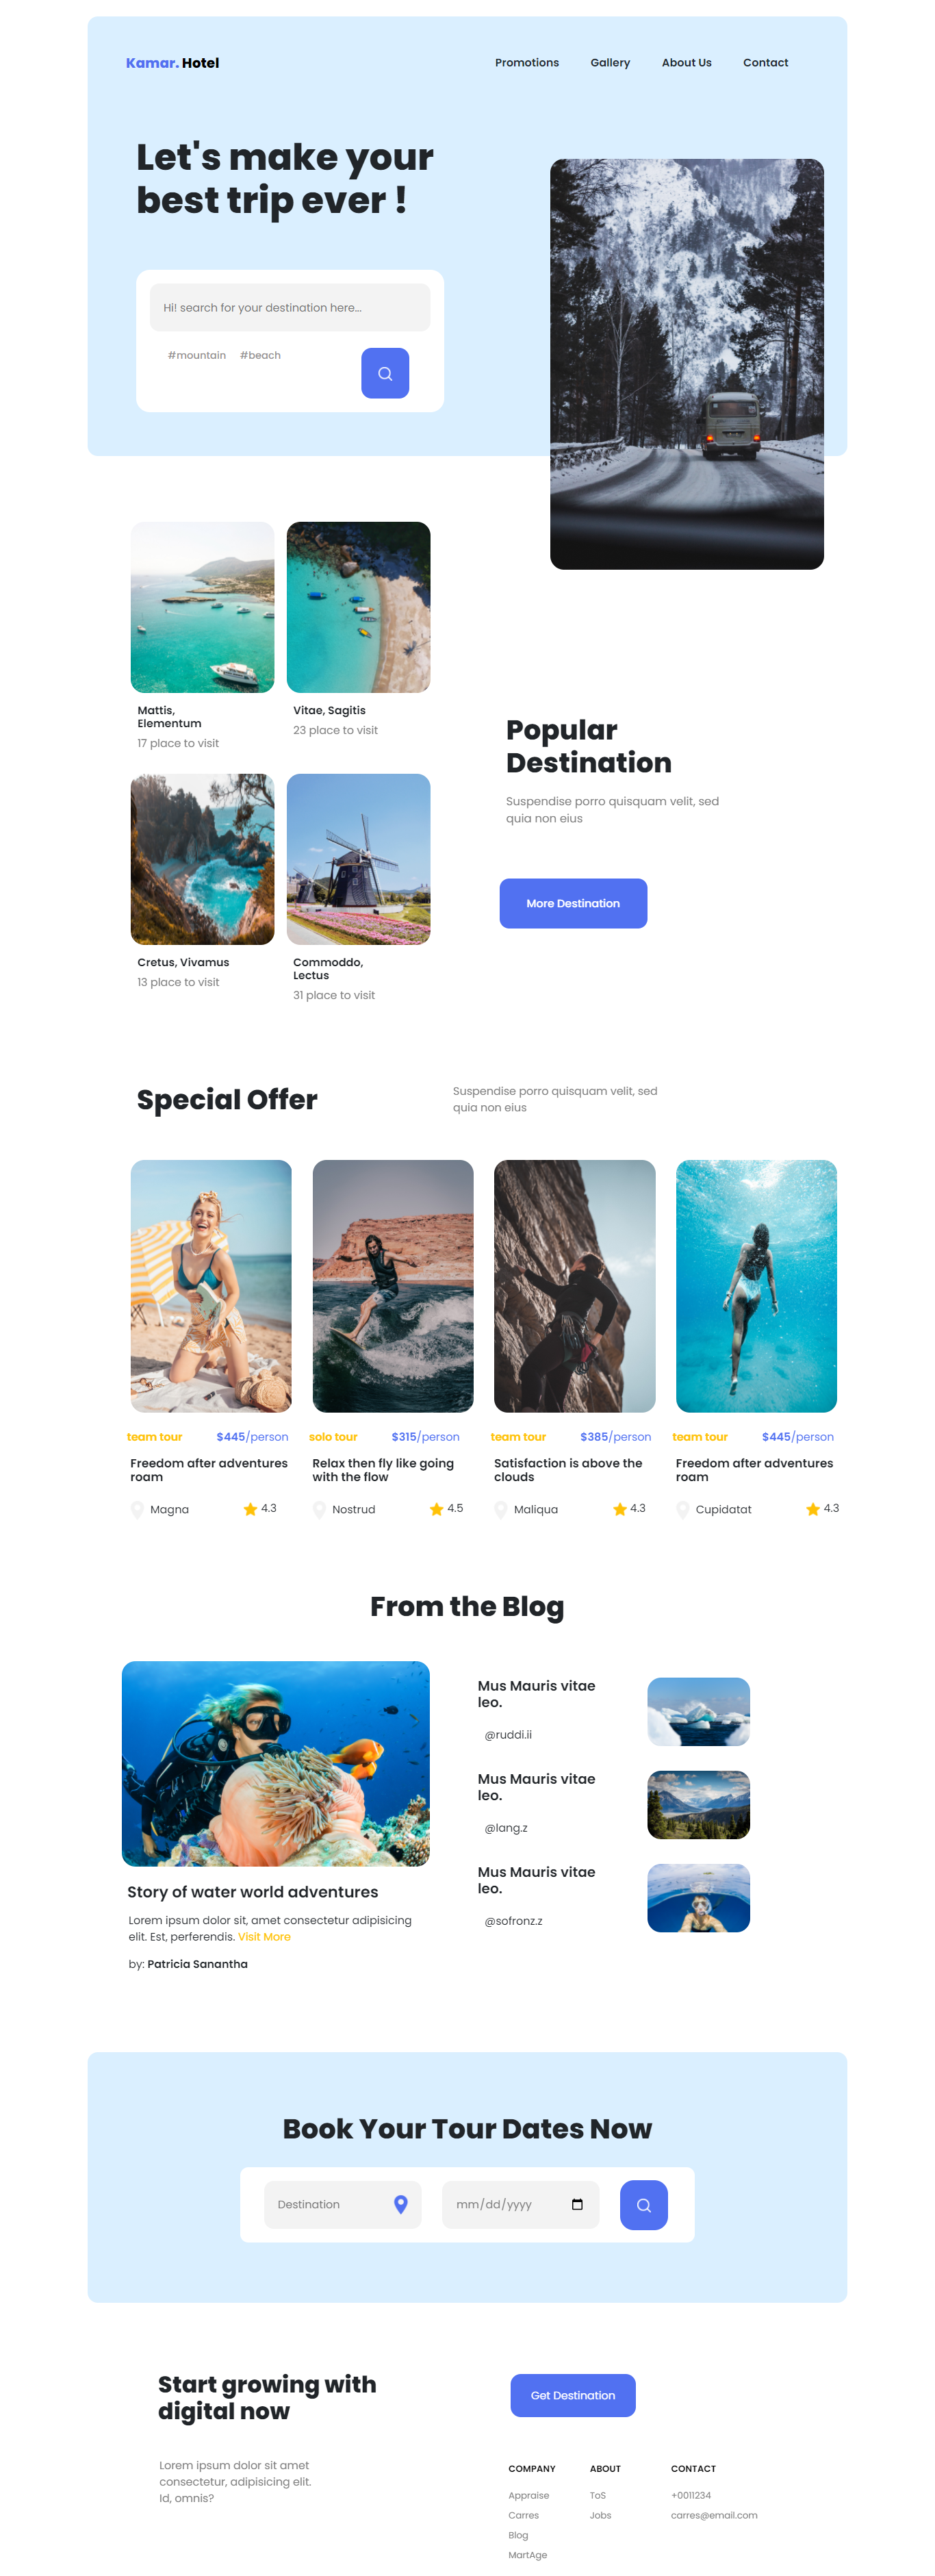 Kamar. Hotel
Promotions
Gallery
About Us
Contact
Let's make your
best trip ever !
Hi! search for your destination here...
#mountain #beach
Mattis,
Elementum
17 place to visit
Vitae, Sagitis
23 place to visit
Cretus, Vivamus
13 place to visit
Commoddo,
Lectus
31 place to visit
Popular
Destination
Suspendise porro quisquam velit, sed
quia non eius
More Destination
Special Offer
Suspendise porro quisquam velit, sed
quia non eius
team tour $445/person
Freedom after adventures
roam
Magna 4.3
solo tour $315/person
Relax then fly like going
with the flow
Nostrud 4.5
team tour $385/person
Satisfaction is above the
clouds
Maliqua 4.3
team tour $445/person
Freedom after adventures
roam
Cupidatat 4.3
From the Blog
Story of water world adventures
Lorem ipsum dolor sit, amet consectetur adipisicing
elit. Est, perferendis. Visit More
by: Patricia Sanantha
Mus Mauris vitae
leo.
@ruddi.ii
Mus Mauris vitae
leo.
@lang.z
Mus Mauris vitae
leo.
@sofronz.z
Book Your Tour Dates Now
Destination
mm/dd/yyyy
Start growing with
digital now
Lorem ipsum dolor sit amet
consectetur, adipisicing elit.
Id, omnis?
Get Destination
COMPANY
Appraise
Carres
Blog
MartAge
ABOUT
ToS
Jobs
CONTACT
+0011234
carres@email.com